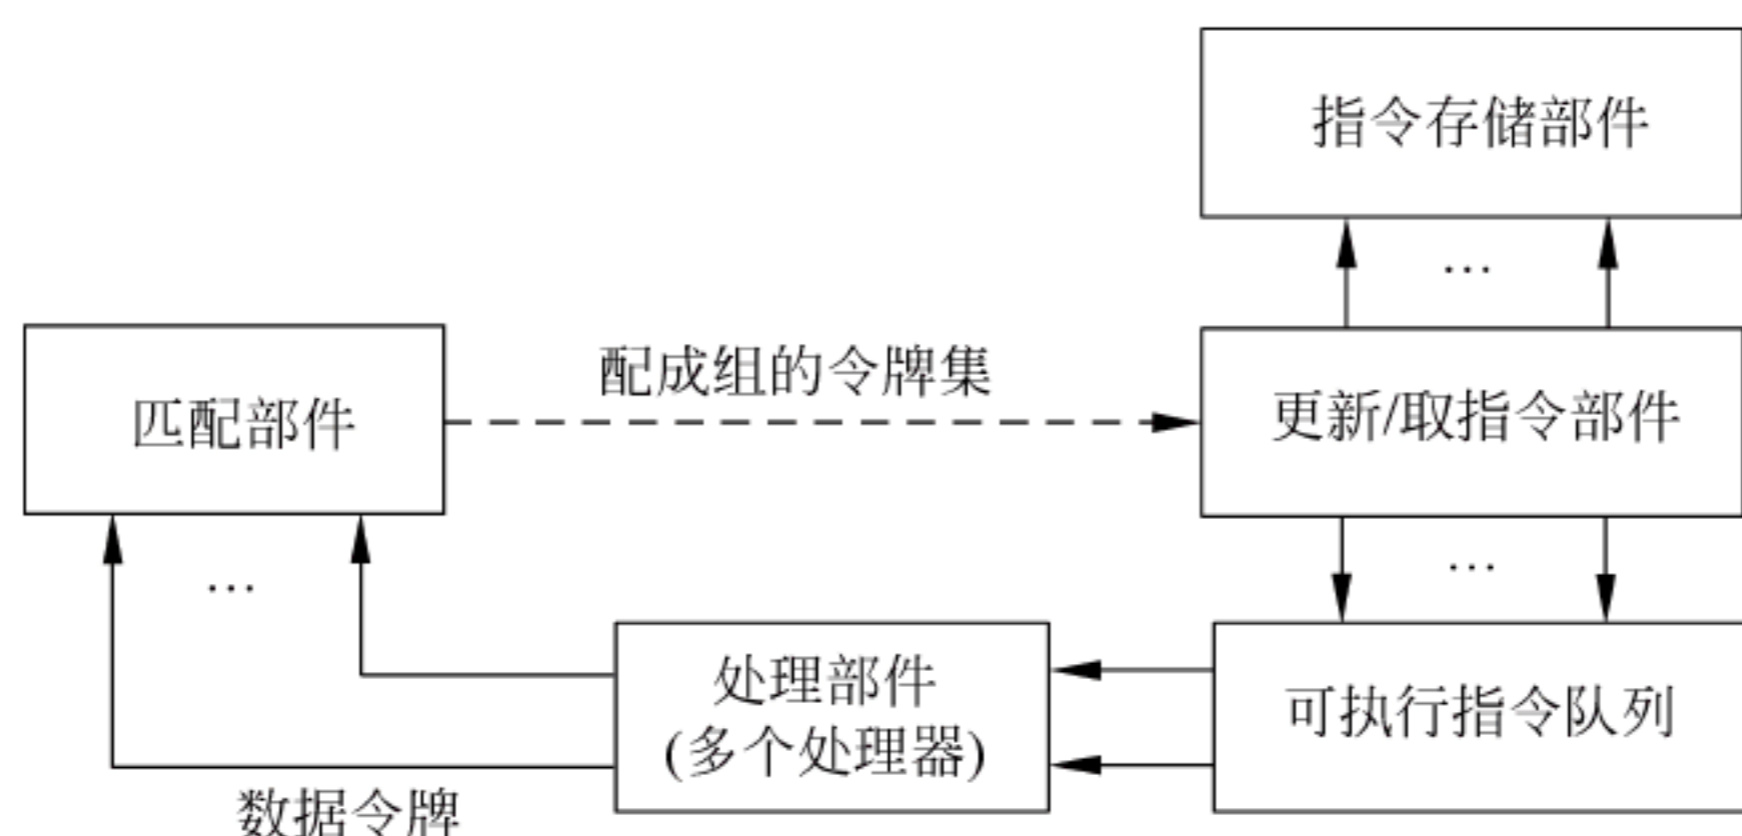 指令存储部件
…
配成组的令牌集
匹配部件
更新/取指令部件
…
…
处理部件
(多个处理器)
可执行指令队列
数据令牌